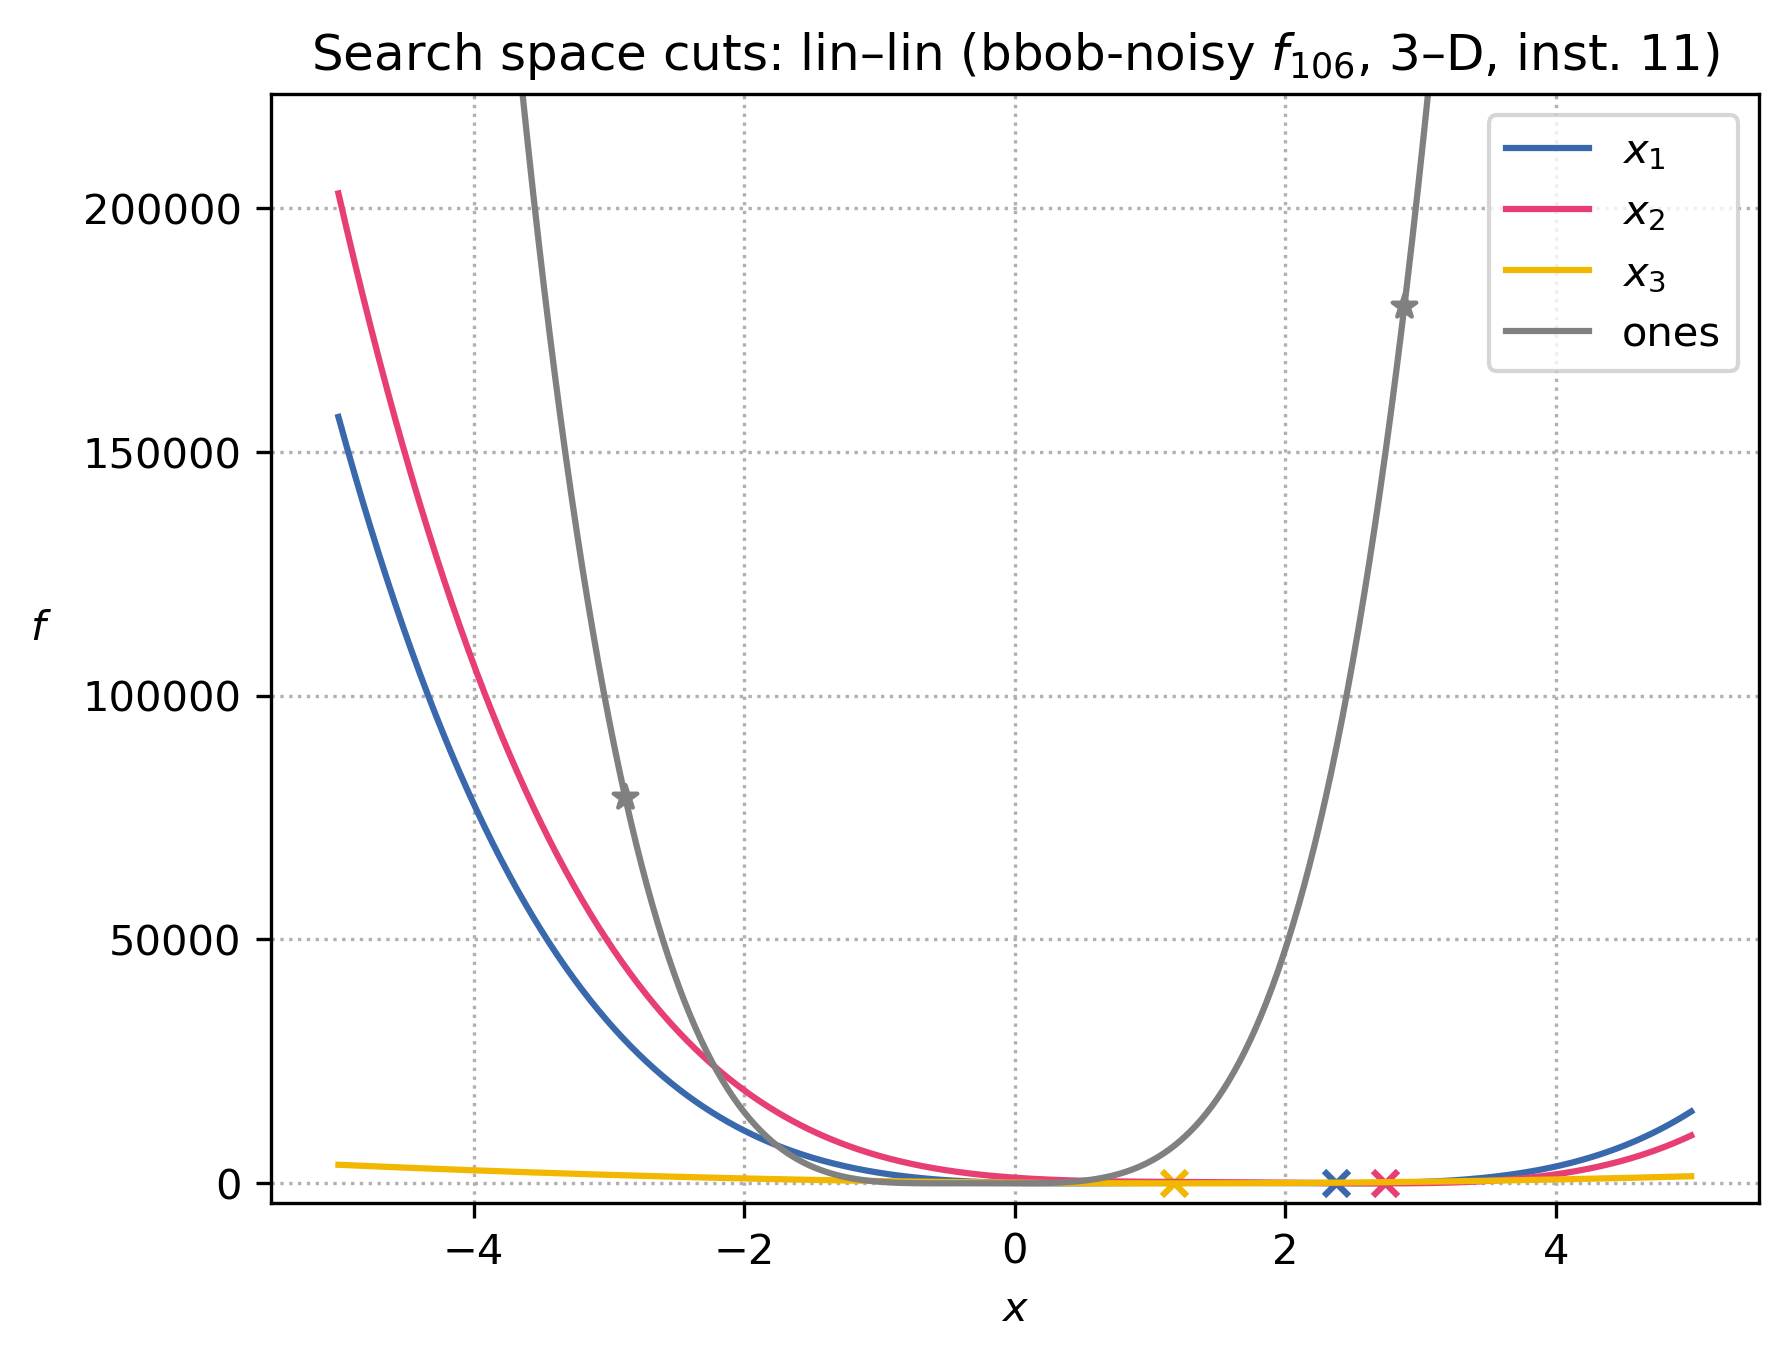 Search space cuts: lin–lin (bbob-noisy f106, 3–D, inst. 11)
x1
x2
x3
ones
200000
150000
100000
50000
0
f
−4 −2 0 2 4
x